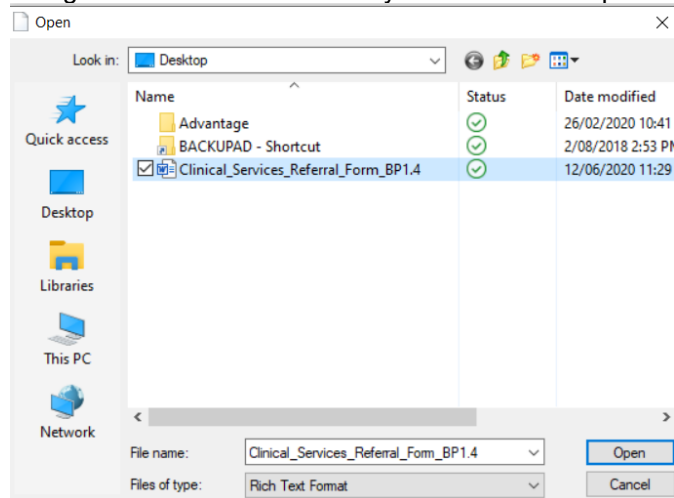 Open
Look in: Desktop
Name Status Date modified
Quick access
Advantage 26/02/2020 10:41
BACKUPAD - Shortcut 2/08/2018 2:53 PM
Clinical_Services_Referral_Form_BP1.4 12/06/2020 11:29
Desktop
Libraries
This PC
Network
File name: Clinical_Services_Referral_Form_BP1.4 Open
Files of type: Rich Text Format Cancel